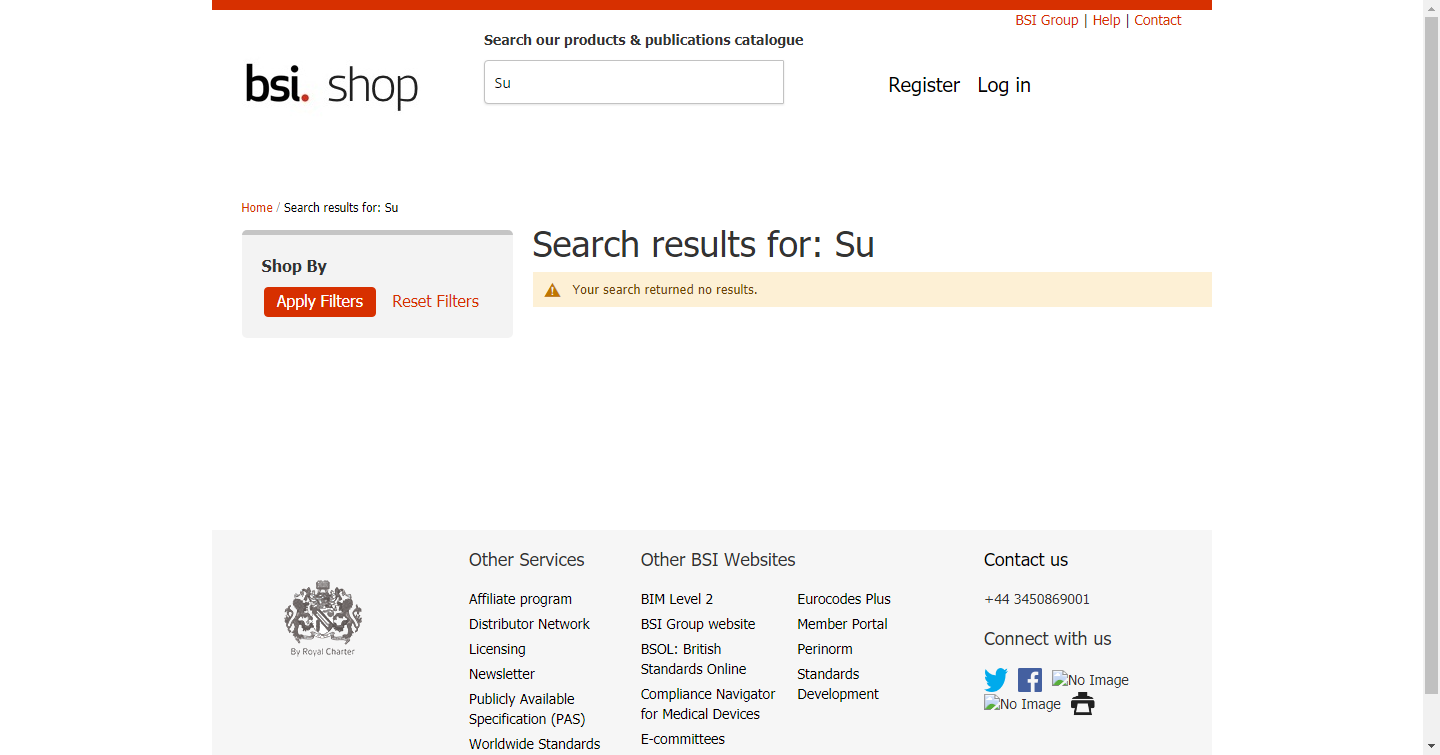 BSI Group | Help | Contact
Search our products & publications catalogue
bsi. shop
Su
Register Log in
Home / Search results for: Su
Shop By
Apply Filters Reset Filters
Search results for: Su
Your search returned no results.
By Royal Charter
Other Services
Affiliate program
Distributor Network
Licensing
Newsletter
Publicly Available
Specification (PAS)
Worldwide Standards
Other BSI Websites
BIM Level 2
BSI Group website
BSOL: British
Standards Online
Compliance Navigator
for Medical Devices
E-committees
Eurocodes Plus
Member Portal
Perinorm
Standards
Development
Contact us
+44 3450869001
Connect with us
No Image
No Image